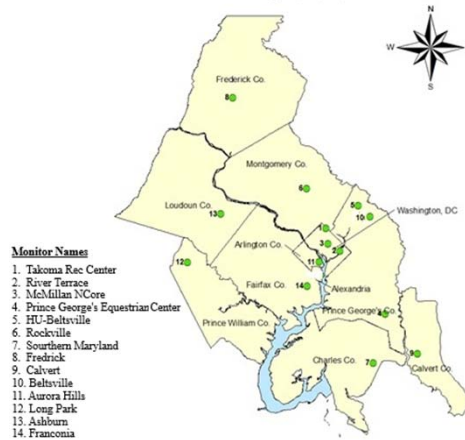 N
W
E
S
Frederick Co.
8
Montgomery Co.
6
Loudoun Co.
13
5
10
Washington, DC
1
3
2
Arlington Co.
11
12
Fairfax Co.
14
Alexandria
Prince William Co.
Prince George's Co.
4
Charles Co.
7
9
Calvert Co.
Monitor Names
1. Takoma Rec Center
2. River Terrace
3. McMillan NCore
4. Prince George's Equestrian Center
5. HU-Beltsville
6. Rockville
7. Sourthern Maryland
8. Fredrick
9. Calvert
10. Beltsville
11. Aurora Hills
12. Long Park
13. Ashburn
14. Franconia